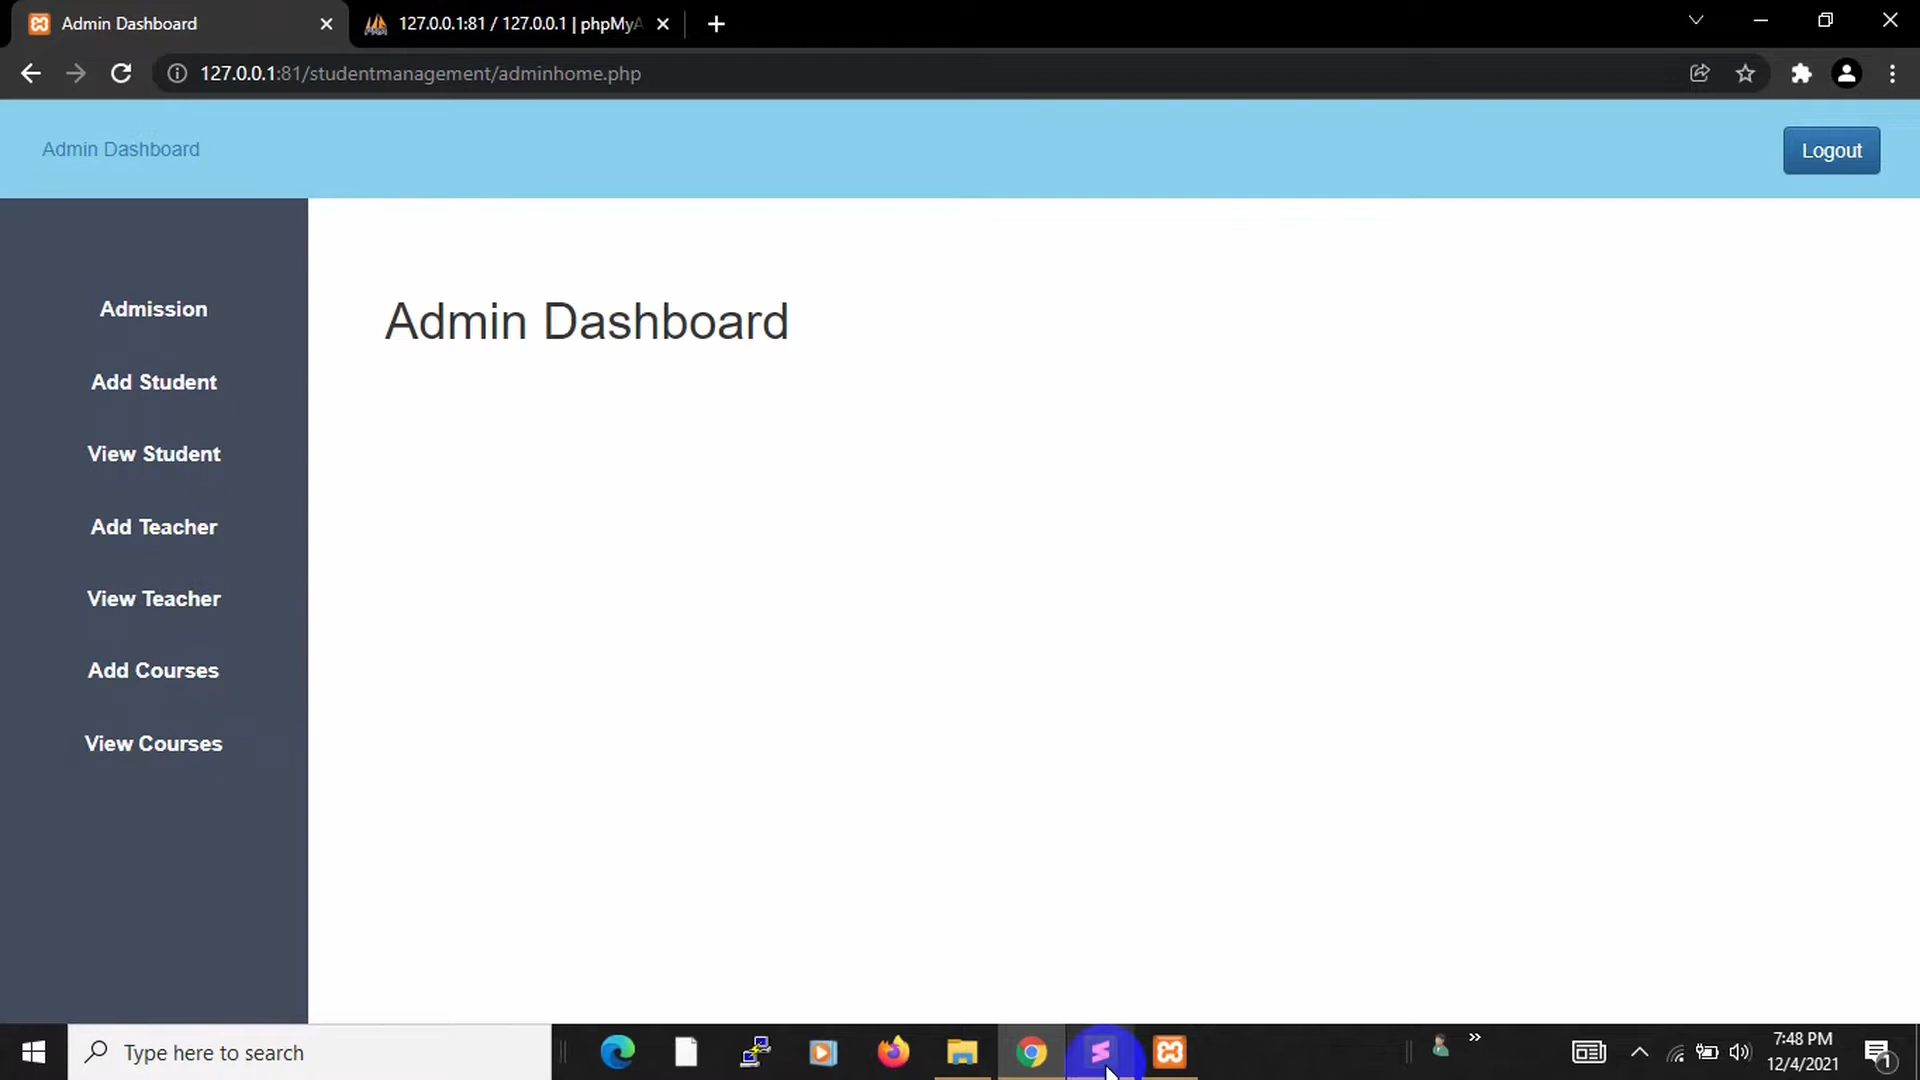 Admin Dashboard
127.0.0.1:81 / 127.0.0.1 | phpMyA
127.0.0.1:81/studentmanagement/adminhome.php
Admin Dashboard
Logout
Admission
Add Student
View Student
Add Teacher
View Teacher
Add Courses
View Courses
Admin Dashboard
Type here to search
7:48 PM
12/4/2021
1